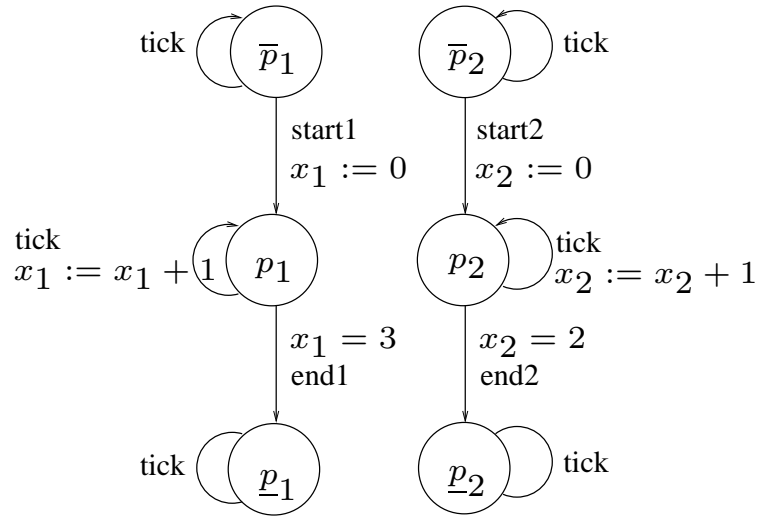 tick
p̅₁
p̅₂
tick
start1
x₁ := 0
start2
x₂ := 0
tick
x₁ := x₁ + 1
p₁
p₂
tick
x₂ := x₂ + 1
x₁ = 3
end1
x₂ = 2
end2
tick
p̲₁
p̲₂
tick